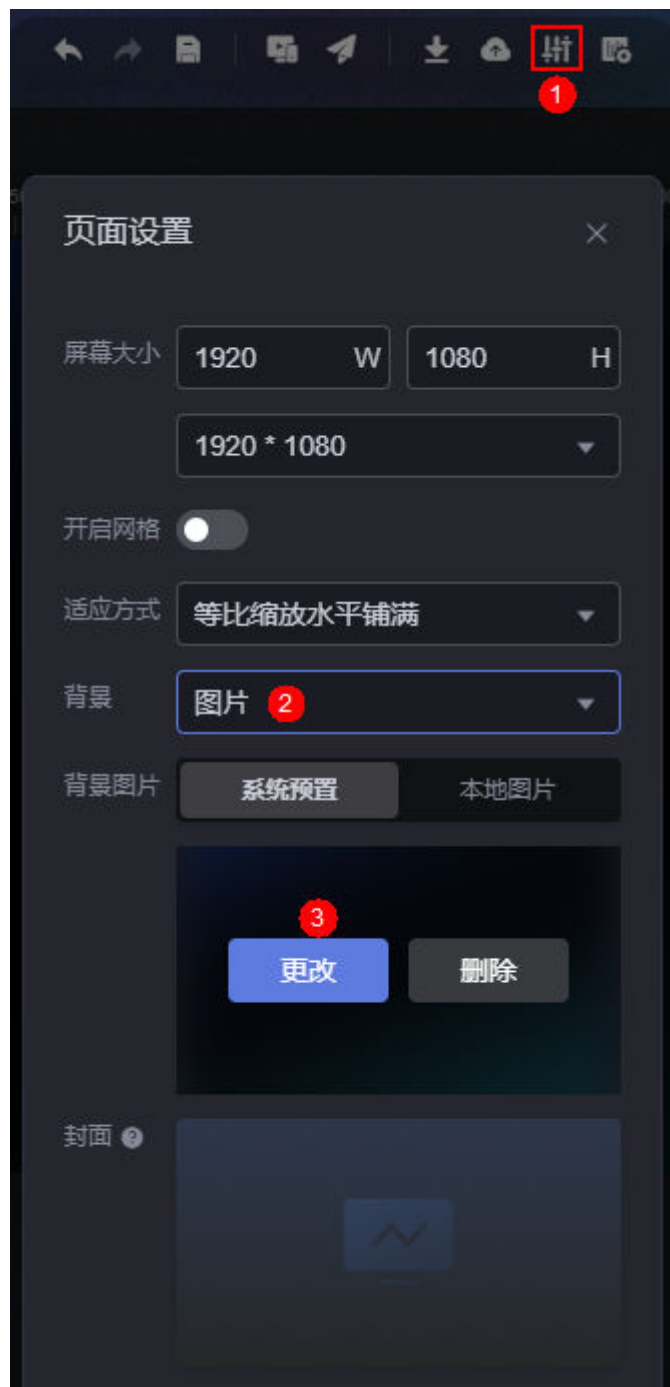 1
页面设置
屏幕大小 1920 W 1080 H
1920 * 1080
开启网格
适应方式 等比缩放水平铺满
背景 图片 2
背景图片 系统预置 本地图片
3
更改 删除
封面 ?